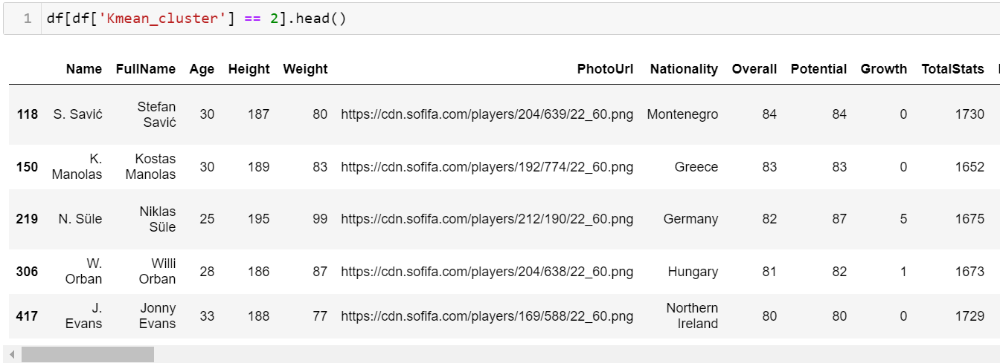 1 df[df['Kmean_cluster'] == 2].head()
Name FullName Age Height Weight PhotoUrl Nationality Overall Potential Growth TotalStats
118 S. Savić Stefan Savić 30 187 80 https://cdn.sofifa.com/players/204/639/22_60.png Montenegro 84 84 0 1730
150 K. Manolas Kostas Manolas 30 189 83 https://cdn.sofifa.com/players/192/774/22_60.png Greece 83 83 0 1652
219 N. Süle Niklas Süle 25 195 99 https://cdn.sofifa.com/players/212/190/22_60.png Germany 82 87 5 1675
306 W. Orban Willi Orban 28 186 87 https://cdn.sofifa.com/players/204/638/22_60.png Hungary 81 82 1 1673
417 J. Evans Jonny Evans 33 188 77 https://cdn.sofifa.com/players/169/588/22_60.png Northern Ireland 80 80 0 1729